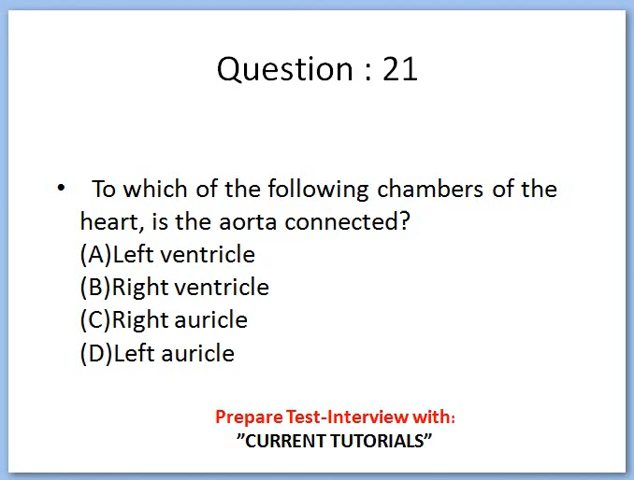 Question : 21
• To which of the following chambers of the
heart, is the aorta connected?
(A)Left ventricle
(B)Right ventricle
(C)Right auricle
(D)Left auricle
Prepare Test-Interview with:
”CURRENT TUTORIALS”